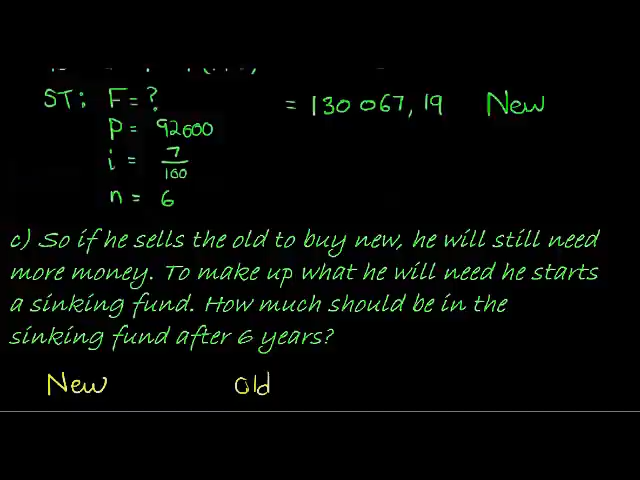 ST: F = ?
= 130 067, 19 New
P = 92000
i = 7/100
n = 6
c) So if he sells the old to buy new, he will still need
more money. To make up what he will need he starts
a sinking fund. How much should be in the
sinking fund after 6 years?
New Old